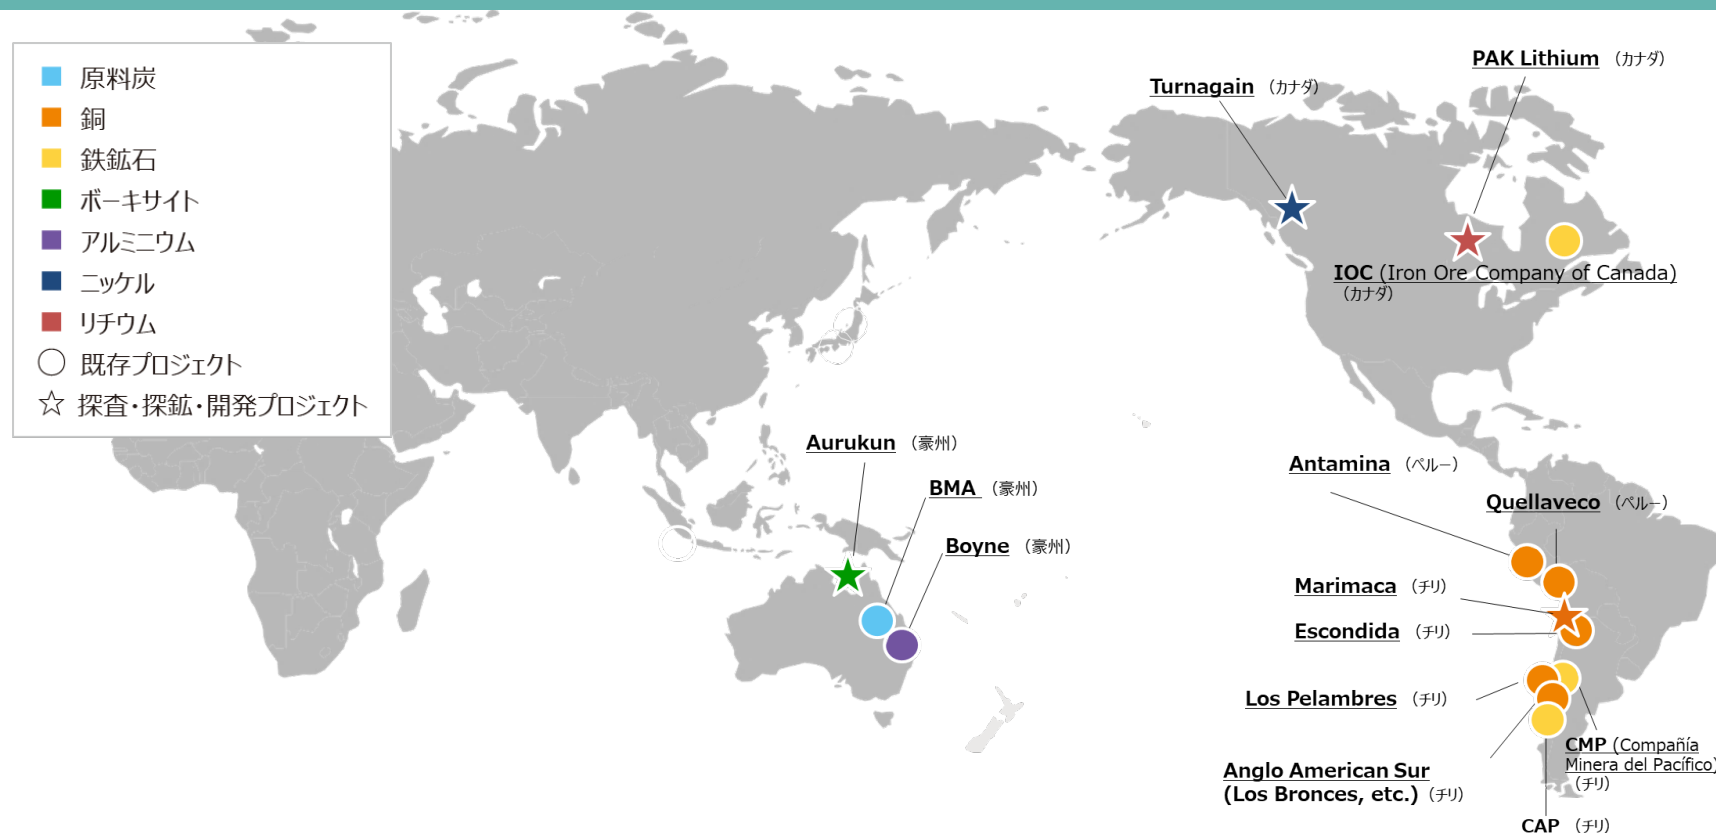 原料炭
銅
鉄鉱石
ボーキサイト
アルミニウム
ニッケル
リチウム
既存プロジェクト
探査・探鉱・開発プロジェクト
PAK Lithium （カナダ）
Turnagain （カナダ）
IOC (Iron Ore Company of Canada)
（カナダ）
Aurukun （豪州）
BMA （豪州）
Boyne （豪州）
Antamina （ペルー）
Quellaveco （ペルー）
Marimaca （チリ）
Escondida （チリ）
Los Pelambres （チリ）
CMP (Compañía
Minera del Pacífico)
（チリ）
Anglo American Sur
(Los Bronces, etc.) （チリ）
CAP （チリ）